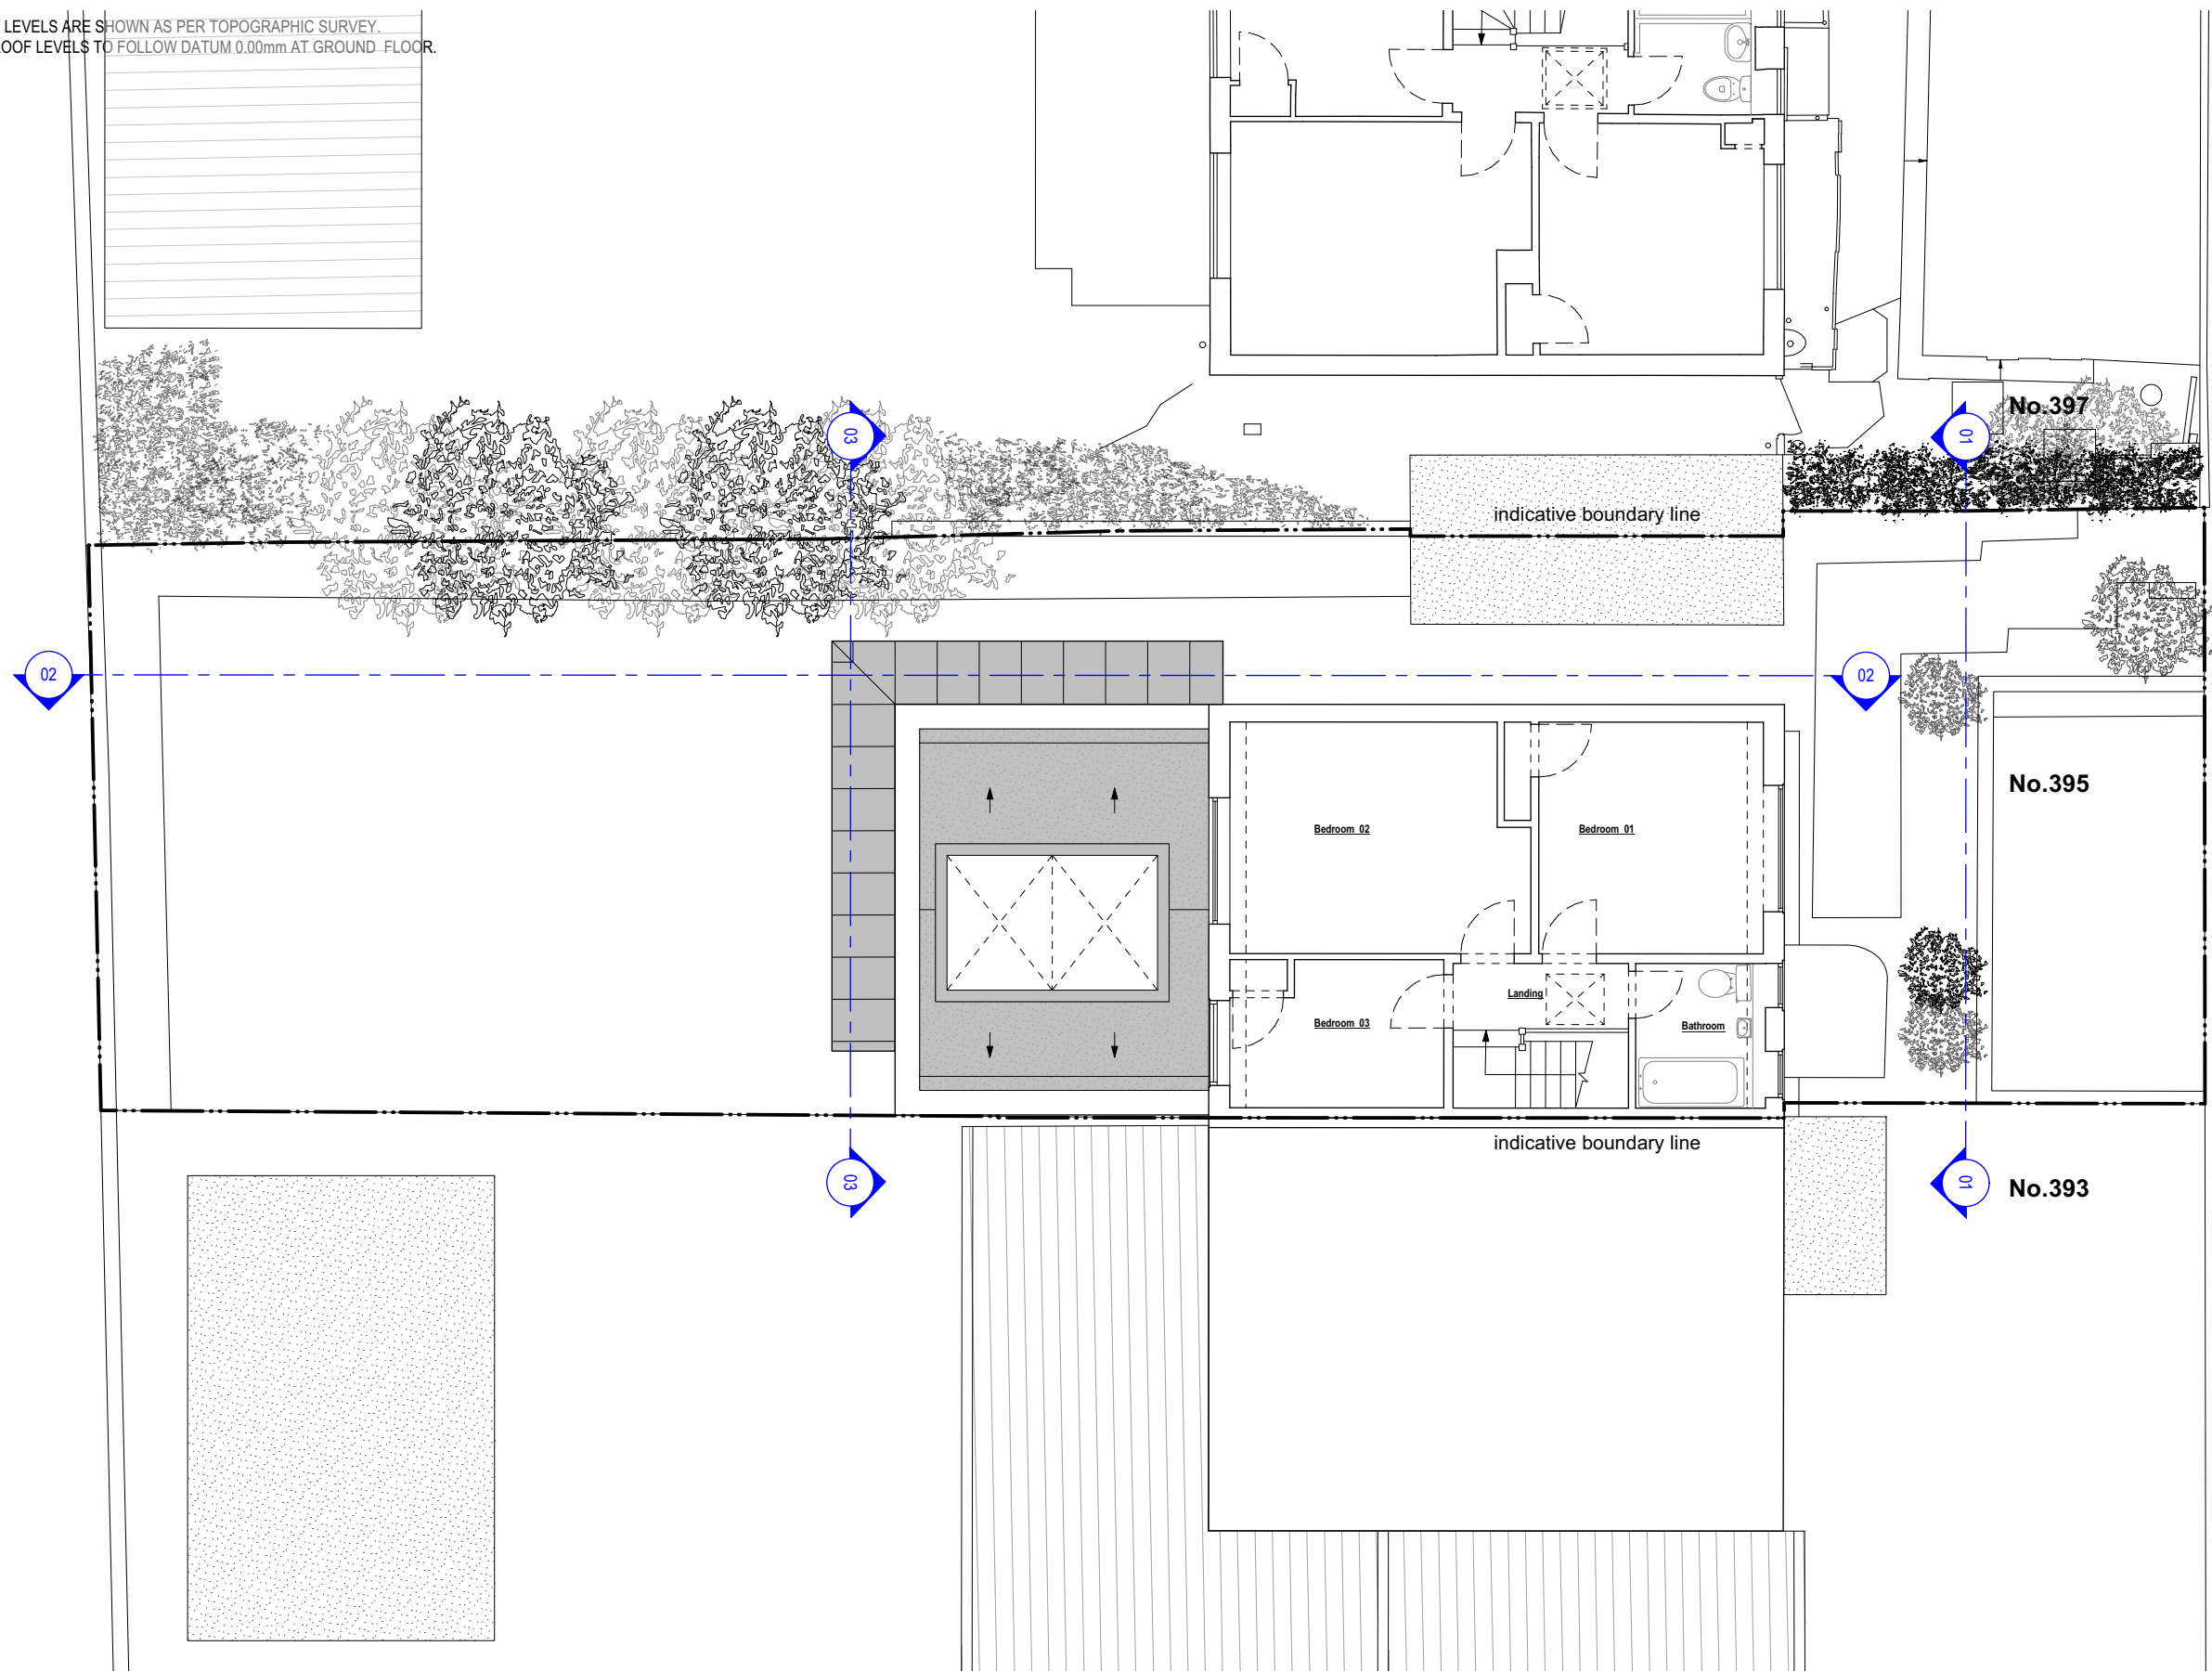 LEVELS ARE SHOWN AS PER TOPOGRAPHIC SURVEY.
OOF LEVELS TO FOLLOW DATUM 0.00mm AT GROUND FLOOR.
No.397
03
01
indicative boundary line
02
02
No.395
Bedroom 02
Bedroom 01
Landing
Bedroom 03
Bathroom
indicative boundary line
03
01
No.393